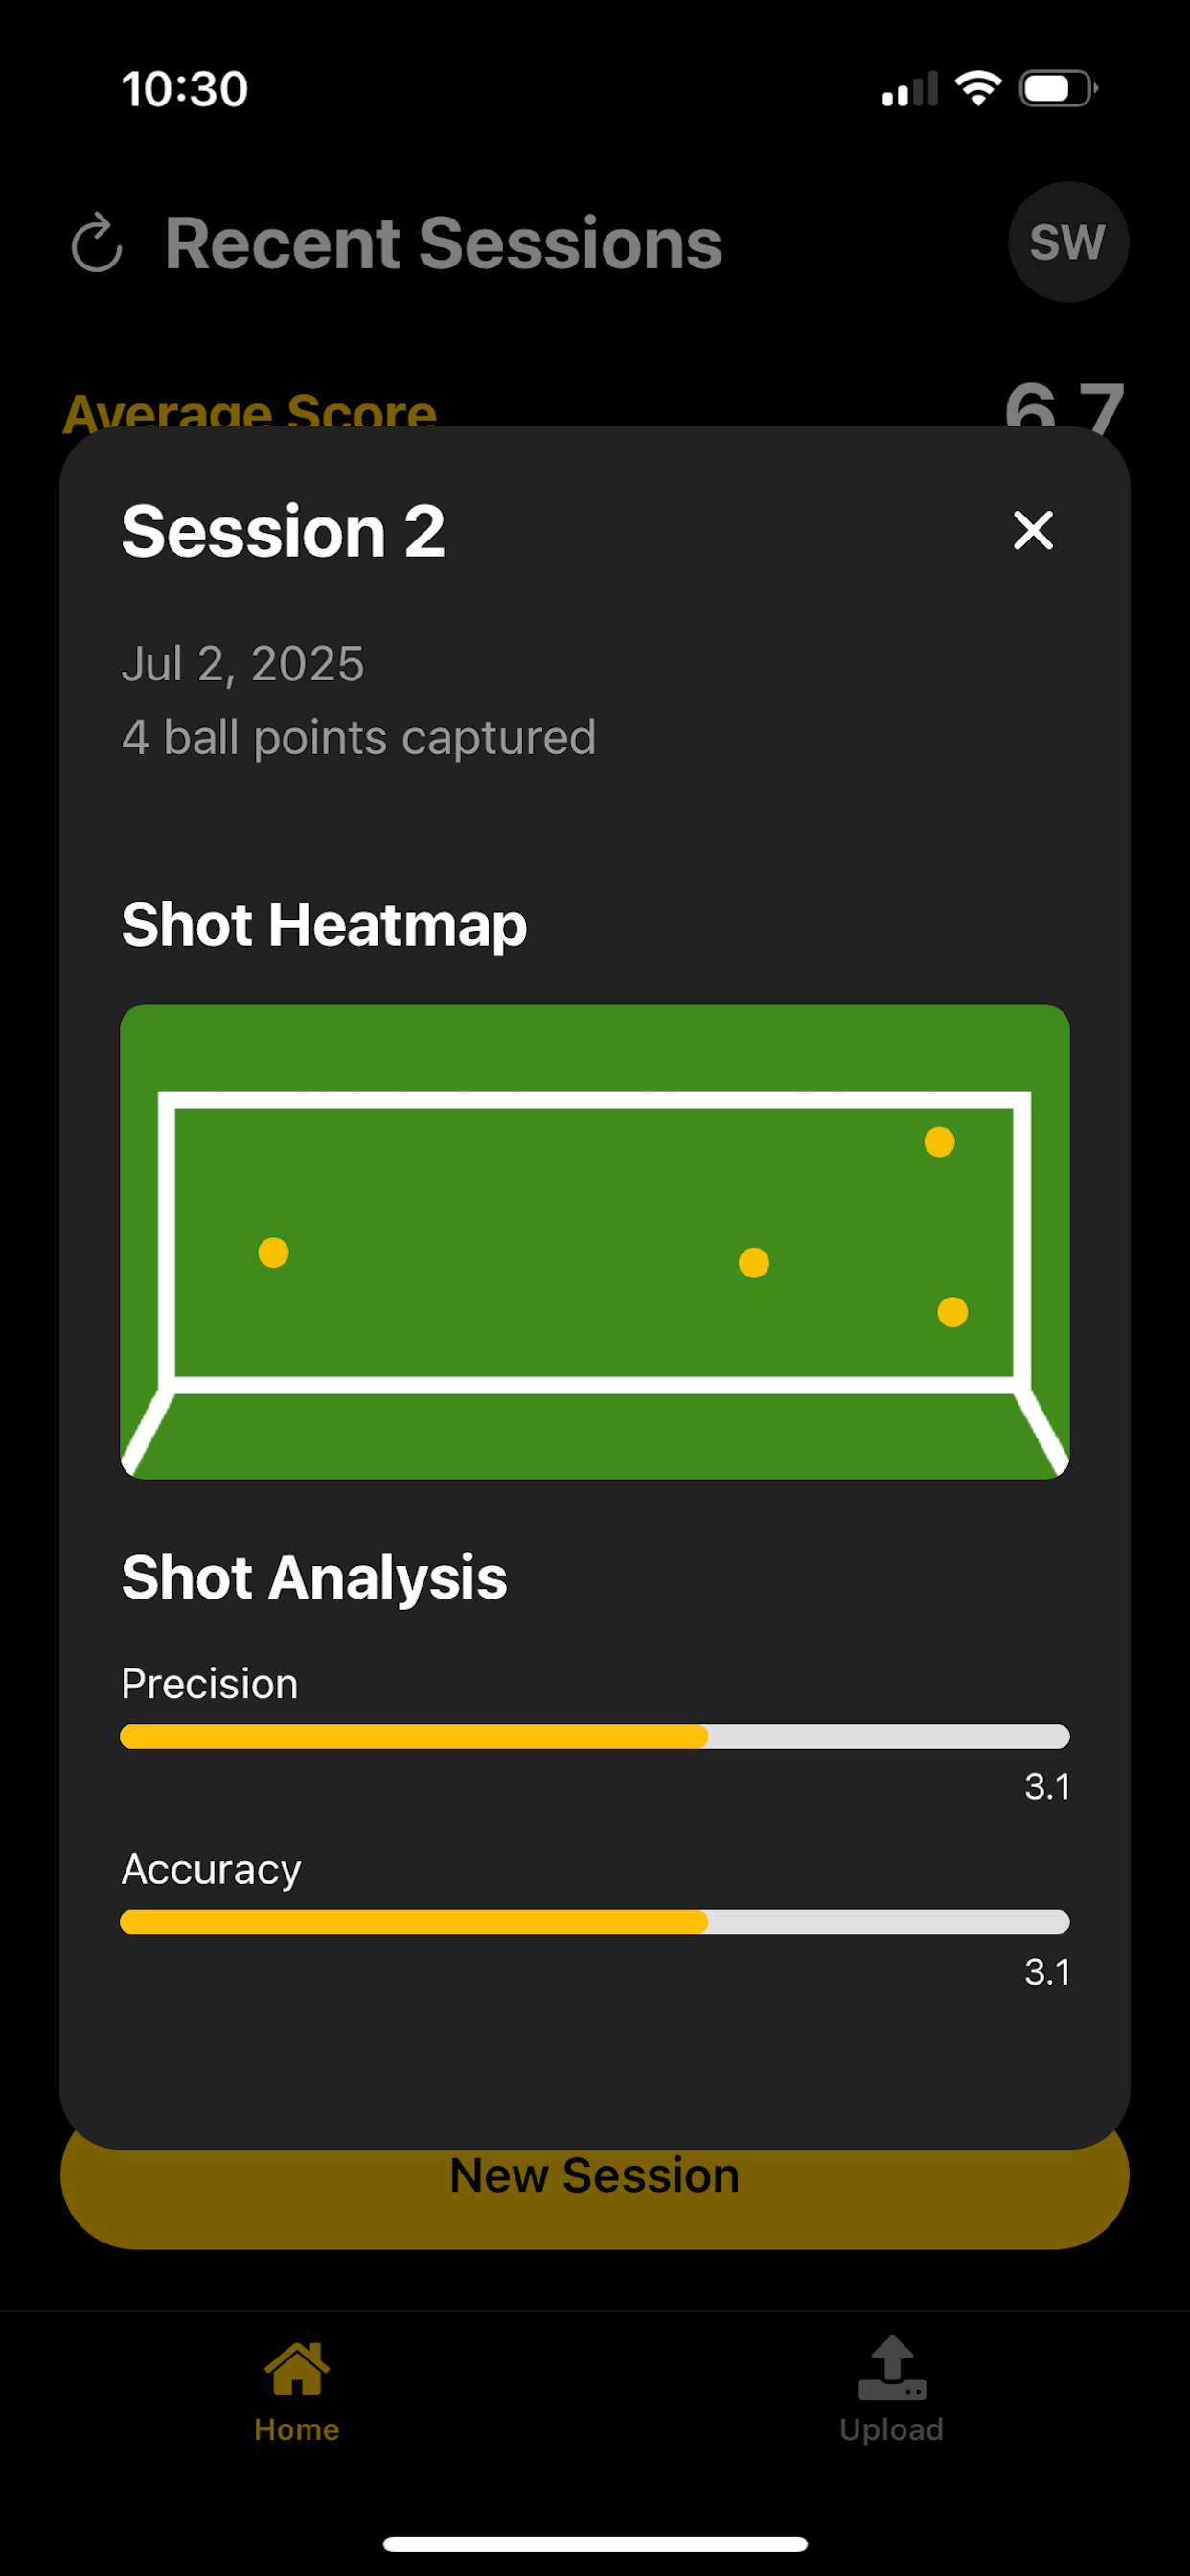 10:30
Recent Sessions
SW
Average Score
6.7
Session 2
Jul 2, 2025
4 ball points captured
Shot Heatmap
Shot Analysis
Precision
3.1
Accuracy
3.1
New Session
Home
Upload